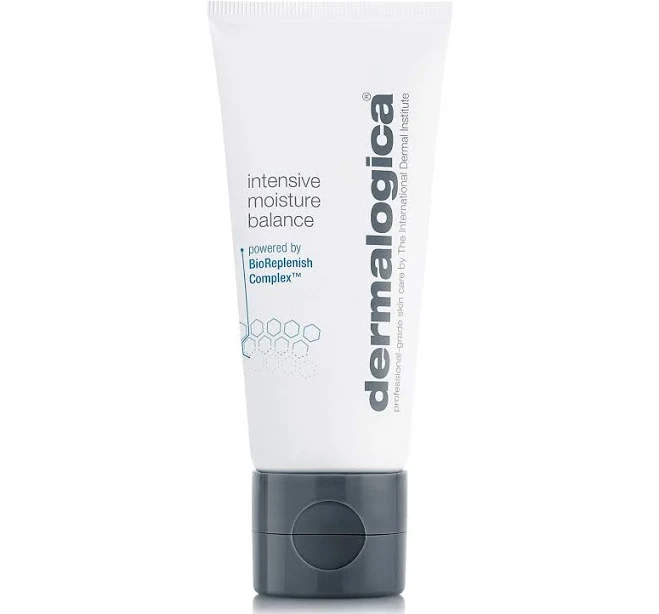 intensive
moisture
balance
powered by
BioReplenish
Complex™
dermalogica®
professional-grade skin care by The International Dermal Institute